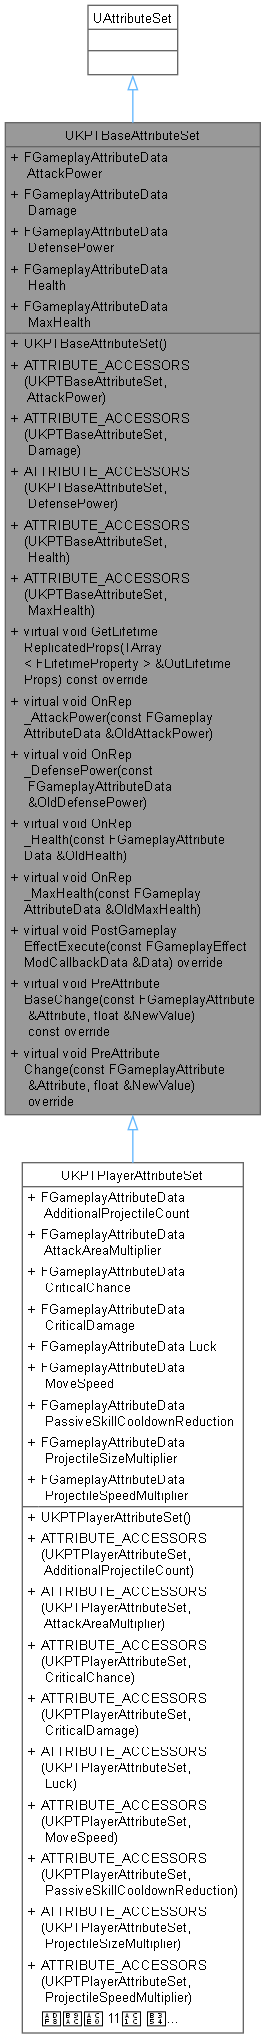 UAttributeSet
UKPTBaseAttributeSet
+ FGameplayAttributeData
AttackPower
+ FGameplayAttributeData
Damage
+ FGameplayAttributeData
DefensePower
+ FGameplayAttributeData
Health
+ FGameplayAttributeData
MaxHealth
+ UKPTBaseAttributeSet()
+ ATTRIBUTE_ACCESSORS
(UKPTBaseAttributeSet,
AttackPower)
+ ATTRIBUTE_ACCESSORS
(UKPTBaseAttributeSet,
Damage)
+ ATTRIBUTE_ACCESSORS
(UKPTBaseAttributeSet,
DefensePower)
+ ATTRIBUTE_ACCESSORS
(UKPTBaseAttributeSet,
Health)
+ ATTRIBUTE_ACCESSORS
(UKPTBaseAttributeSet,
MaxHealth)
+ virtual void GetLifetime
ReplicatedProps(TArray
< FLifetimeProperty > &OutLifetime
Props) const override
+ virtual void OnRep
_AttackPower(const FGameplay
AttributeData &OldAttackPower)
+ virtual void OnRep
_DefensePower(const
FGameplayAttributeData
&OldDefensePower)
+ virtual void OnRep
_Health(const FGameplayAttribute
Data &OldHealth)
+ virtual void OnRep
_MaxHealth(const FGameplay
AttributeData &OldMaxHealth)
+ virtual void PostGameplay
EffectExecute(const FGameplayEffect
ModCallbackData &Data) override
+ virtual void PreAttribute
BaseChange(const FGameplayAttribute
&Attribute, float &NewValue)
const override
+ virtual void PreAttribute
Change(const FGameplayAttribute
&Attribute, float &NewValue)
override
UKPTPlayerAttributeSet
+ FGameplayAttributeData
AdditionalProjectileCount
+ FGameplayAttributeData
AttackAreaMultiplier
+ FGameplayAttributeData
CriticalChance
+ FGameplayAttributeData
CriticalDamage
+ FGameplayAttributeData Luck
+ FGameplayAttributeData
MoveSpeed
+ FGameplayAttributeData
PassiveSkillCooldownReduction
+ FGameplayAttributeData
ProjectileSizeMultiplier
+ FGameplayAttributeData
ProjectileSpeedMultiplier
+ UKPTPlayerAttributeSet()
+ ATTRIBUTE_ACCESSORS
(UKPTPlayerAttributeSet,
AdditionalProjectileCount)
+ ATTRIBUTE_ACCESSORS
(UKPTPlayerAttributeSet,
AttackAreaMultiplier)
+ ATTRIBUTE_ACCESSORS
(UKPTPlayerAttributeSet,
CriticalChance)
+ ATTRIBUTE_ACCESSORS
(UKPTPlayerAttributeSet,
CriticalDamage)
+ ATTRIBUTE_ACCESSORS
(UKPTPlayerAttributeSet,
Luck)
+ ATTRIBUTE_ACCESSORS
(UKPTPlayerAttributeSet,
MoveSpeed)
+ ATTRIBUTE_ACCESSORS
(UKPTPlayerAttributeSet,
PassiveSkillCooldownReduction)
+ ATTRIBUTE_ACCESSORS
(UKPTPlayerAttributeSet,
ProjectileSizeMultiplier)
+ ATTRIBUTE_ACCESSORS
(UKPTPlayerAttributeSet,
ProjectileSpeedMultiplier)
11 ...